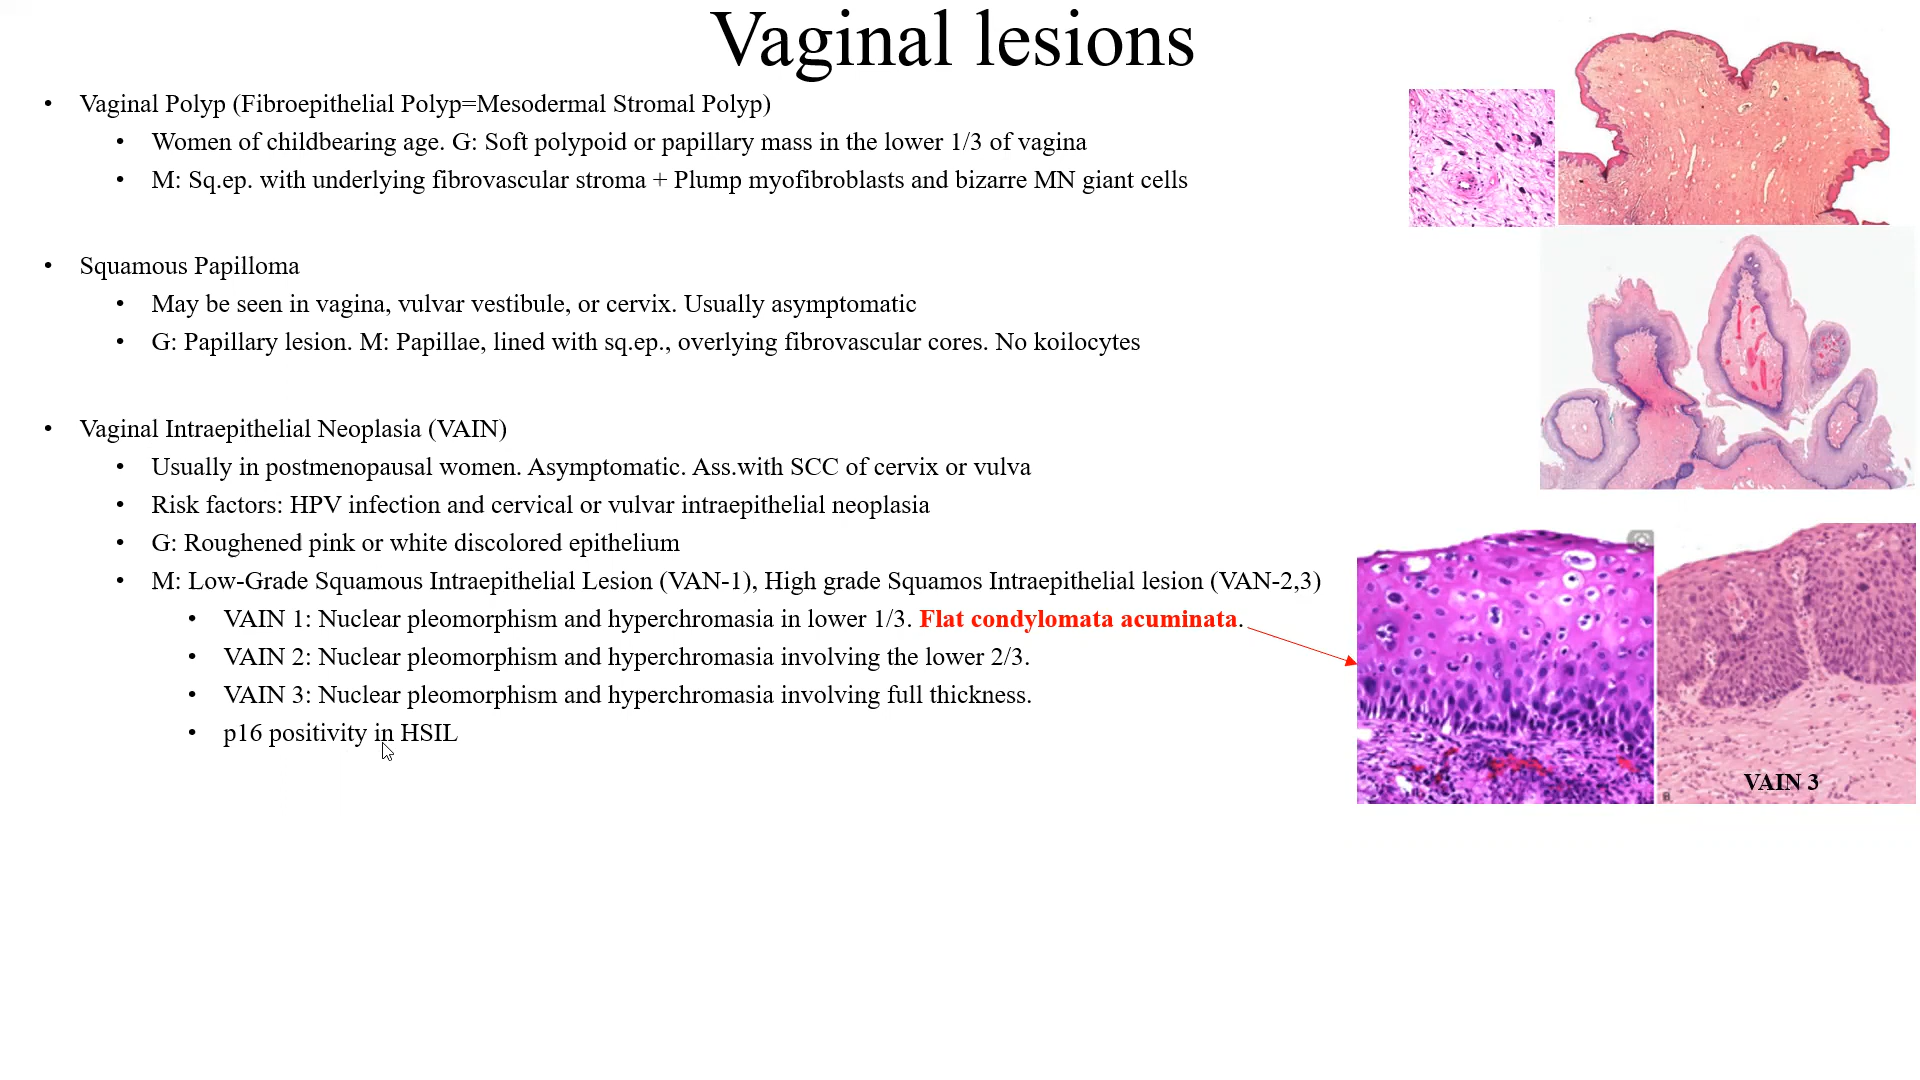 Vaginal lesions
• Vaginal Polyp (Fibroepithelial Polyp=Mesodermal Stromal Polyp)
• Women of childbearing age. G: Soft polypoid or papillary mass in the lower 1/3 of vagina
• M: Sq.ep. with underlying fibrovascular stroma + Plump myofibroblasts and bizarre MN giant cells
• Squamous Papilloma
• May be seen in vagina, vulvar vestibule, or cervix. Usually asymptomatic
• G: Papillary lesion. M: Papillae, lined with sq.ep., overlying fibrovascular cores. No koilocytes
• Vaginal Intraepithelial Neoplasia (VAIN)
• Usually in postmenopausal women. Asymptomatic. Ass.with SCC of cervix or vulva
• Risk factors: HPV infection and cervical or vulvar intraepithelial neoplasia
• G: Roughened pink or white discolored epithelium
• M: Low-Grade Squamous Intraepithelial Lesion (VAN-1), High grade Squamos Intraepithelial lesion (VAN-2,3)
• VAIN 1: Nuclear pleomorphism and hyperchromasia in lower 1/3. Flat condylomata acuminata.
• VAIN 2: Nuclear pleomorphism and hyperchromasia involving the lower 2/3.
• VAIN 3: Nuclear pleomorphism and hyperchromasia involving full thickness.
• p16 positivity in HSIL
VAIN 3